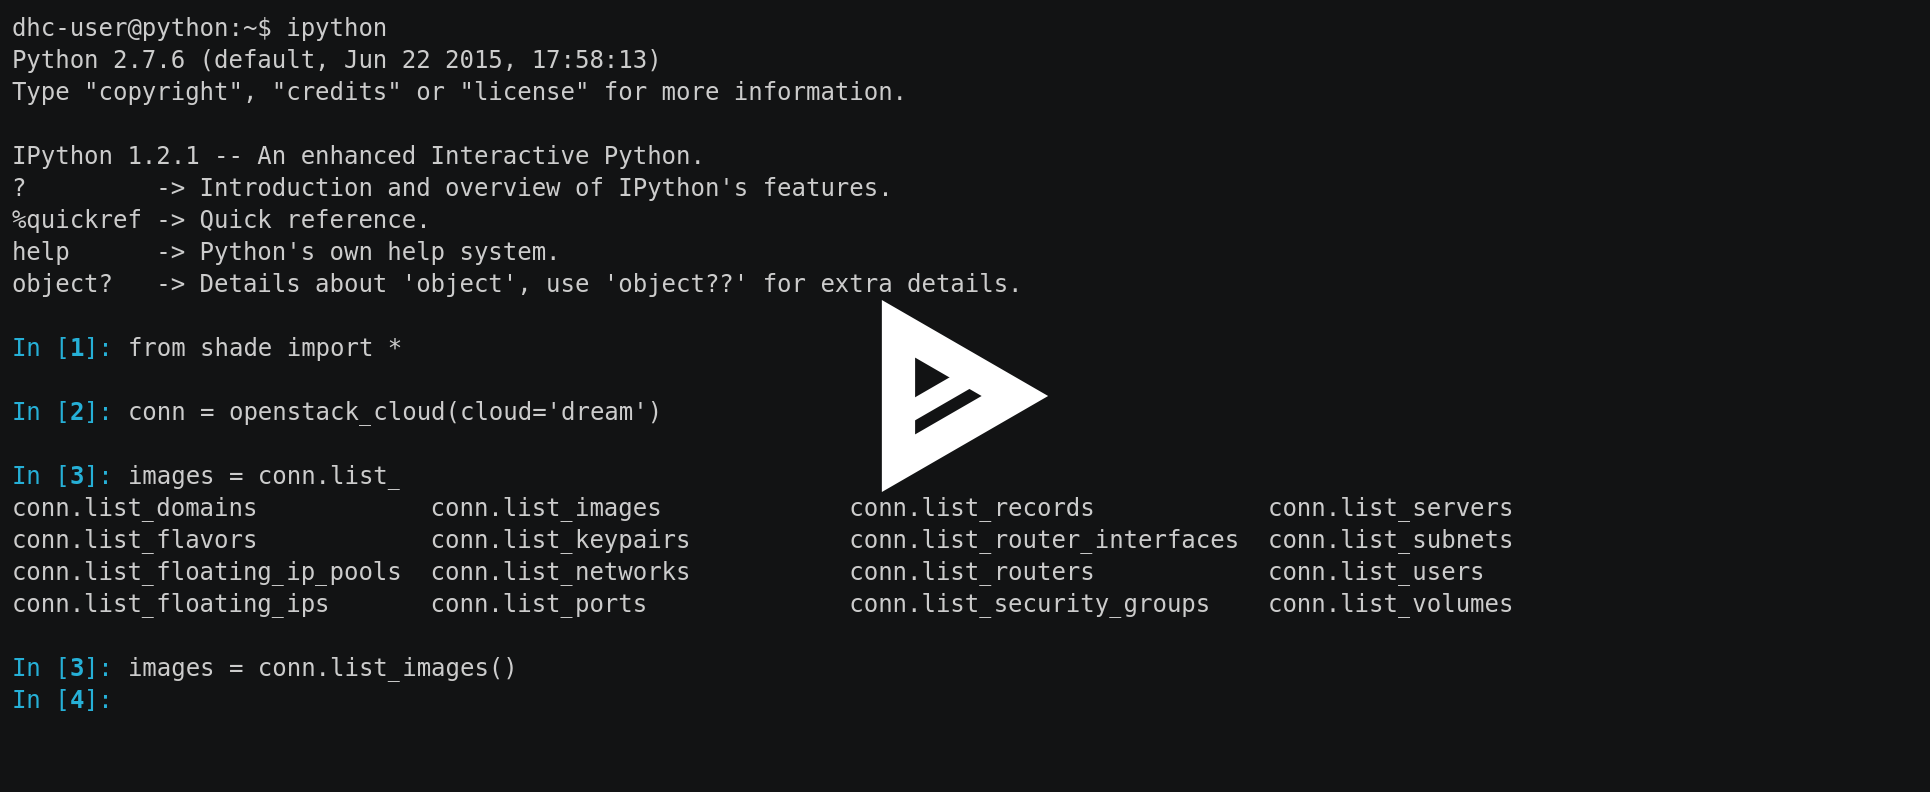 dhc-user@python:~$ ipython
Python 2.7.6 (default, Jun 22 2015, 17:58:13)
Type "copyright", "credits" or "license" for more information.

IPython 1.2.1 -- An enhanced Interactive Python.
?         -> Introduction and overview of IPython's features.
%quickref -> Quick reference.
help      -> Python's own help system.
object?   -> Details about 'object', use 'object??' for extra details.

In [1]: from shade import *

In [2]: conn = openstack_cloud(cloud='dream')

In [3]: images = conn.list_
conn.list_domains            conn.list_images             conn.list_records            conn.list_servers
conn.list_flavors            conn.list_keypairs           conn.list_router_interfaces  conn.list_subnets
conn.list_floating_ip_pools  conn.list_networks           conn.list_routers            conn.list_users
conn.list_floating_ips       conn.list_ports              conn.list_security_groups    conn.list_volumes

In [3]: images = conn.list_images()
In [4]: